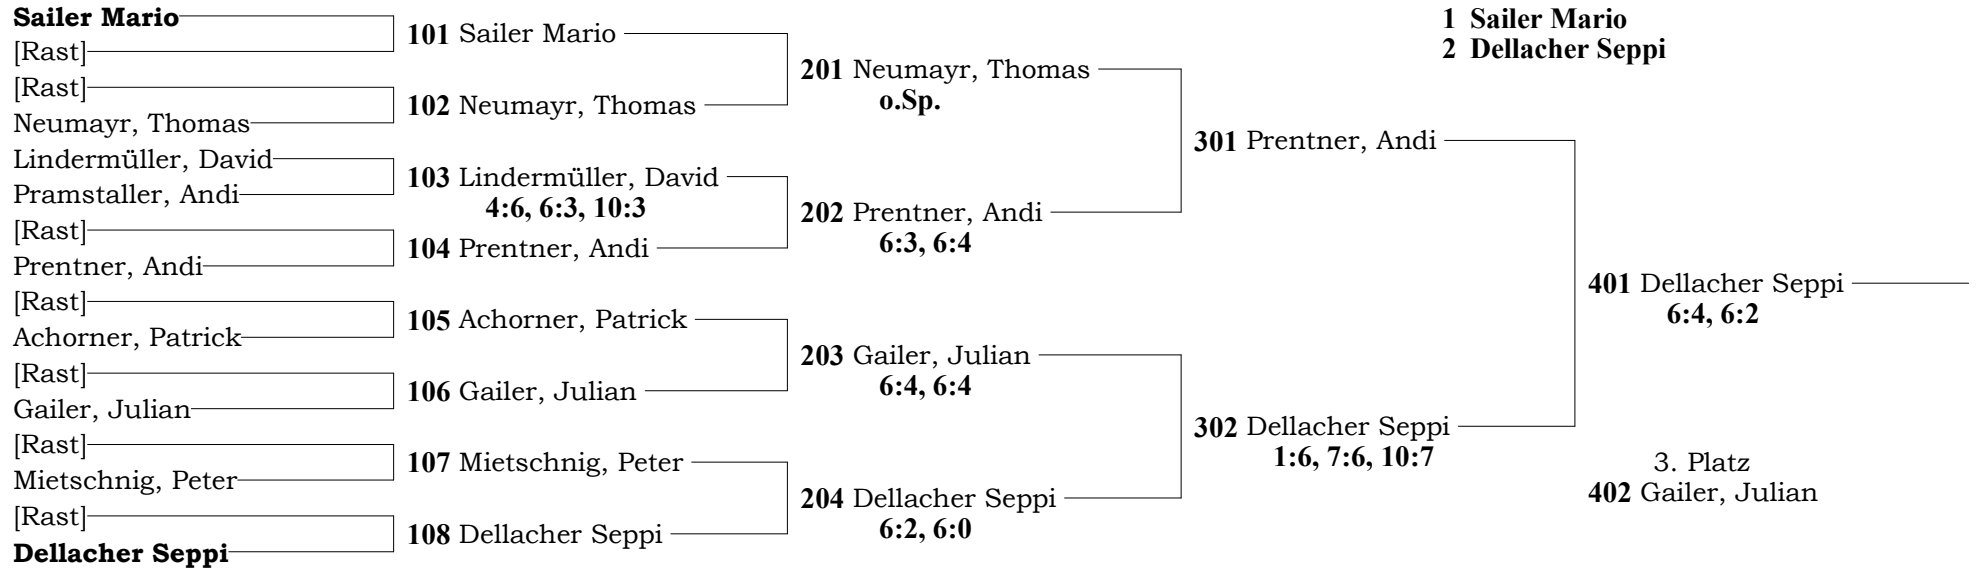 Sailer Mario
[Rast]
[Rast]
Neumayr, Thomas
Lindermüller, David
Pramstaller, Andi
[Rast]
Prentner, Andi
[Rast]
Achorner, Patrick
[Rast]
Gailer, Julian
[Rast]
Mietschnig, Peter
[Rast]
Dellacher Seppi
101 Sailer Mario
102 Neumayr, Thomas
103 Lindermüller, David
4:6, 6:3, 10:3
104 Prentner, Andi
105 Achorner, Patrick
106 Gailer, Julian
107 Mietschnig, Peter
108 Dellacher Seppi
201 Neumayr, Thomas
o.Sp.
202 Prentner, Andi
6:3, 6:4
203 Gailer, Julian
6:4, 6:4
204 Dellacher Seppi
6:2, 6:0
301 Prentner, Andi
302 Dellacher Seppi
1:6, 7:6, 10:7
1 Sailer Mario
2 Dellacher Seppi
401 Dellacher Seppi
6:4, 6:2
3. Platz
402 Gailer, Julian